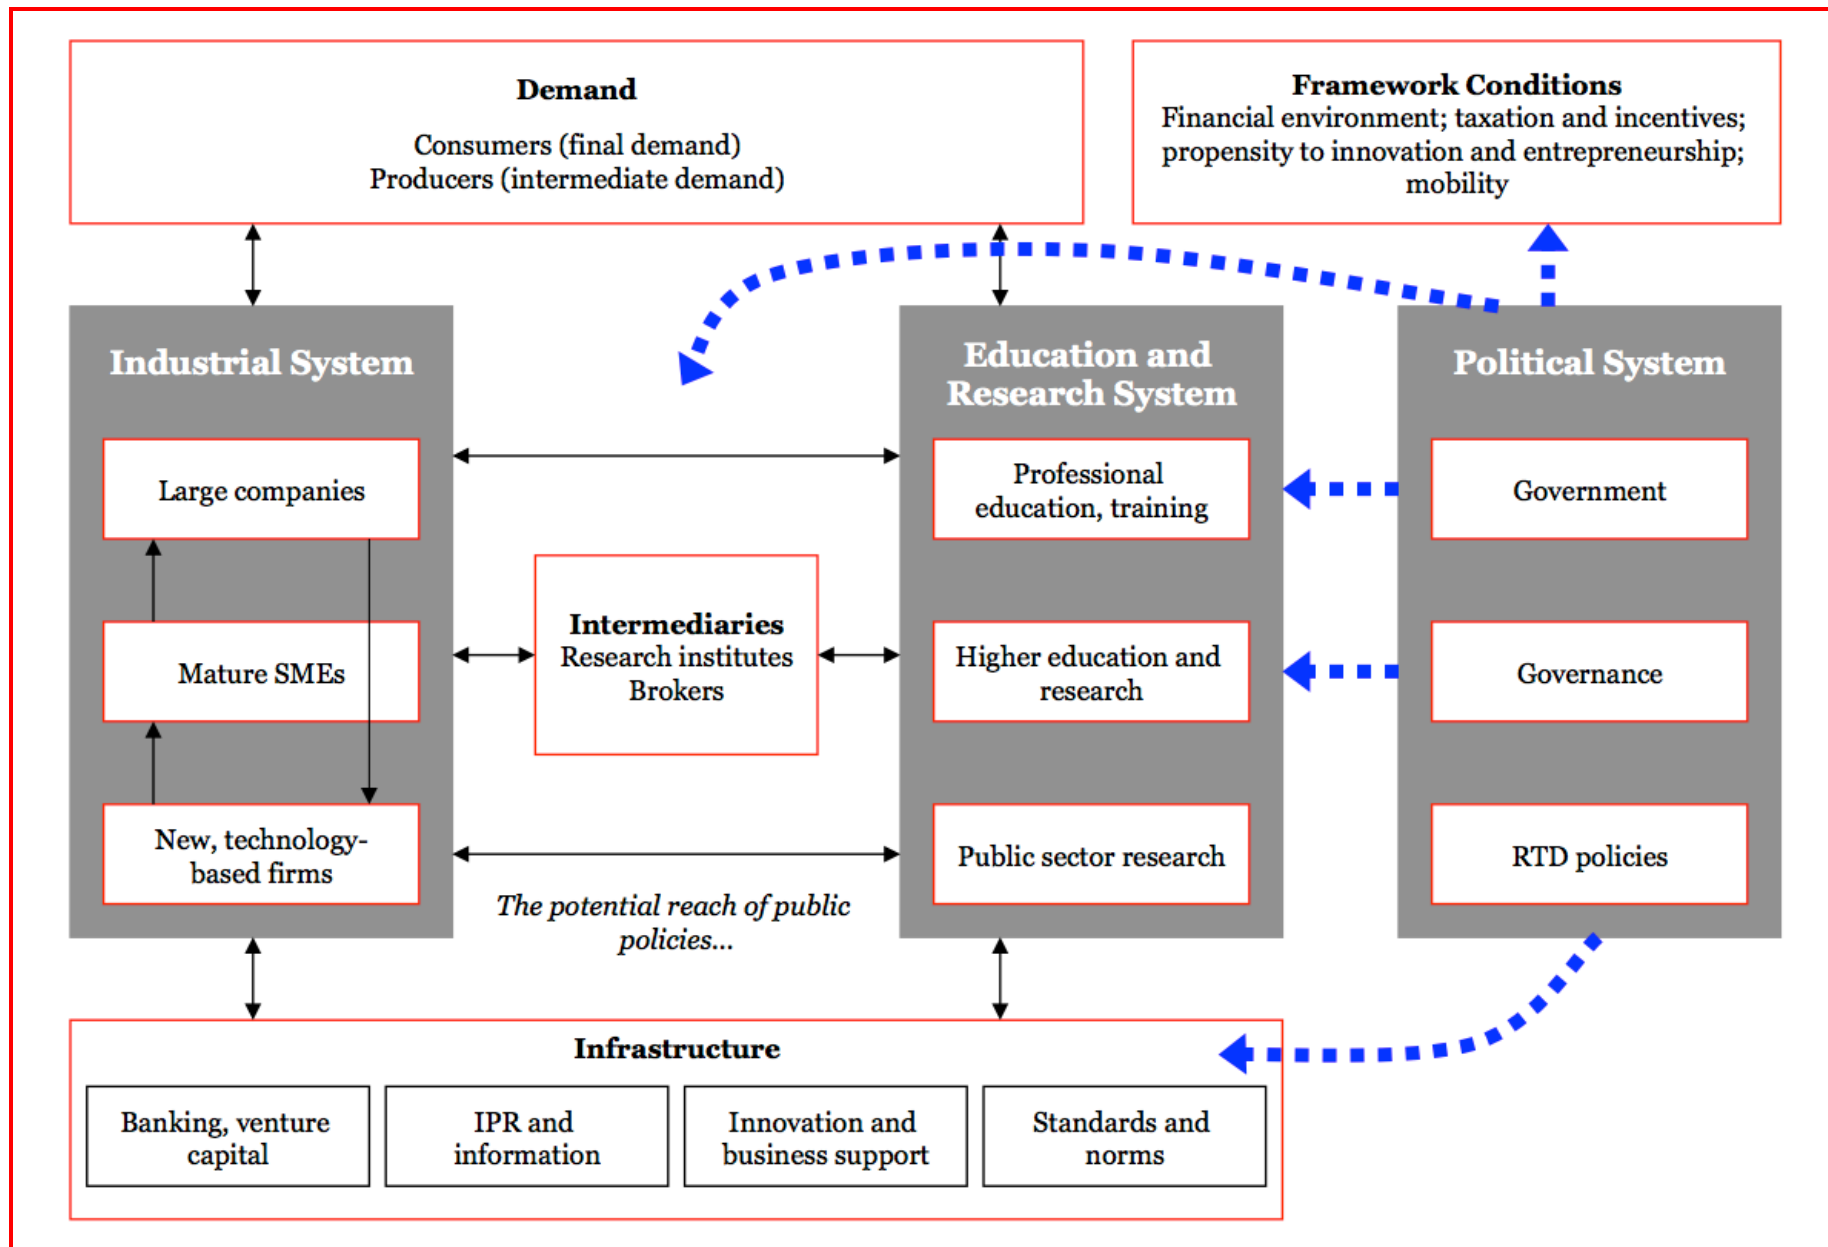 Demand
Consumers (final demand)
Producers (intermediate demand)
Framework Conditions
Financial environment; taxation and incentives;
propensity to innovation and entrepreneurship;
mobility
Industrial System
Large companies
Mature SMEs
New, technology-
based firms
Intermediaries
Research institutes
Brokers
The potential reach of public
policies...
Education and
Research System
Professional
education, training
Higher education and
research
Public sector research
Political System
Government
Governance
RTD policies
Infrastructure
Banking, venture
capital
IPR and
information
Innovation and
business support
Standards and
norms